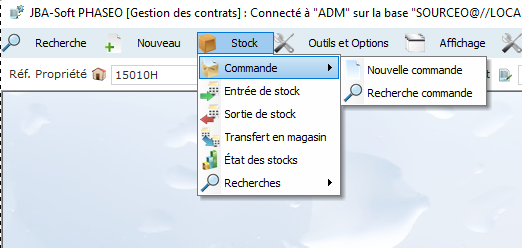 JBA-Soft PHASEO [Gestion des contrats] : Connecté à "ADM" sur la base "SOURCEO@//LOCA
Recherche Nouveau Stock Outils et Options Affichage
Réf. Propriété 15010H
Commande
Nouvelle commande
Recherche commande
Entrée de stock
Sortie de stock
Transfert en magasin
État des stocks
Recherches